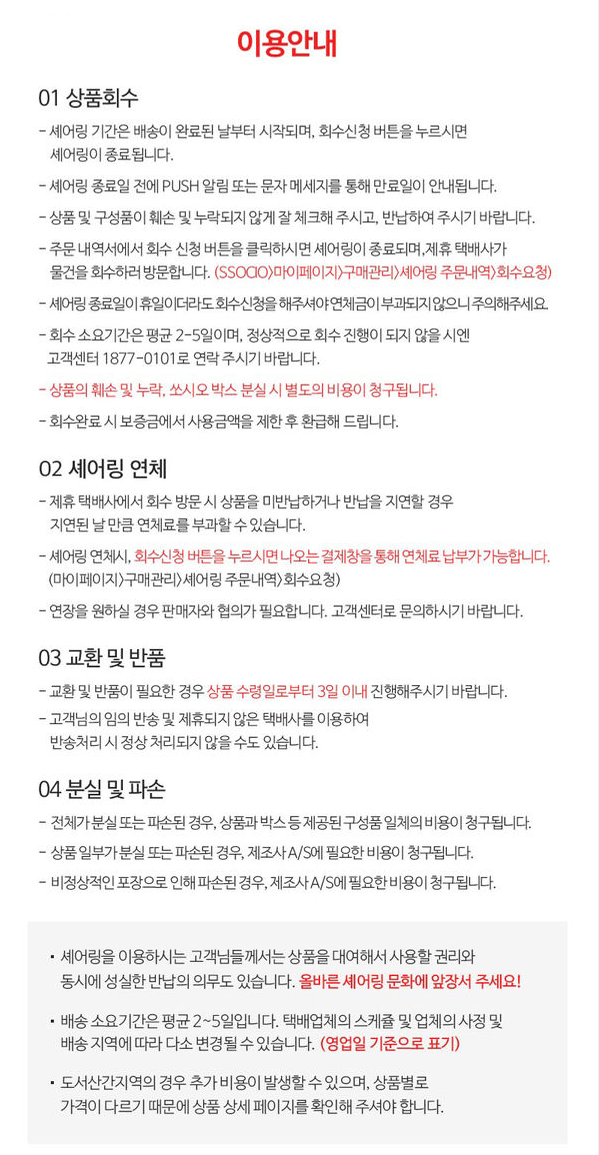 이용안내
01 상품회수
- 셰어링 기간은 배송이 완료된 날부터 시작되며, 회수신청 버튼을 누르시면
셰어링이 종료됩니다.
- 셰어링 종료일 전에 PUSH 알림 또는 문자 메세지를 통해 만료일이 안내됩니다.
- 상품 및 구성품이 훼손 및 누락되지 않게 잘 체크해 주시고, 반납하여 주시기 바랍니다.
- 주문 내역서에서 회수 신청 버튼을 클릭하시면 셰어링이 종료되며,제휴 택배사가
물건을 회수하러 방문합니다. (SSOCIO>마이페이지>구매관리>셰어링 주문내역>회수요청)
- 셰어링 종료일이 휴일이더라도 회수신청을 해주셔야 연체금이 부과되지 않으니 주의해주세요.
- 회수 소요기간은 평균 2-5일이며, 정상적으로 회수 진행이 되지 않을 시엔
고객센터 1877-0101로 연락 주시기 바랍니다.
- 상품의 훼손 및 누락, 쏘시오 박스 분실 시 별도의 비용이 청구됩니다.
- 회수완료 시 보증금에서 사용금액을 제한 후 환급해 드립니다.
02 셰어링 연체
- 제휴 택배사에서 회수 방문 시 상품을 미반납하거나 반납을 지연할 경우
지연된 날 만큼 연체료를 부과할 수 있습니다.
- 셰어링 연체시, 회수신청 버튼을 누르시면 나오는 결제창을 통해 연체료 납부가 가능합니다.
(마이페이지>구매관리>셰어링 주문내역>회수요청)
- 연장을 원하실 경우 판매자와 협의가 필요합니다. 고객센터로 문의하시기 바랍니다.
03 교환 및 반품
- 교환 및 반품이 필요한 경우 상품 수령일로부터 3일 이내 진행해주시기 바랍니다.
- 고객님의 임의 반송 및 제휴되지 않은 택배사를 이용하여
반송처리 시 정상 처리되지 않을 수도 있습니다.
04 분실 및 파손
- 전체가 분실 또는 파손된 경우, 상품과 박스 등 제공된 구성품 일체의 비용이 청구됩니다.
- 상품 일부가 분실 또는 파손된 경우, 제조사 A/S에 필요한 비용이 청구됩니다.
- 비정상적인 포장으로 인해 파손된 경우, 제조사 A/S에 필요한 비용이 청구됩니다.
• 셰어링을 이용하시는 고객님들께서는 상품을 대여해서 사용할 권리와
동시에 성실한 반납의 의무도 있습니다. 올바른 셰어링 문화에 앞장서 주세요!
• 배송 소요기간은 평균 2~5일입니다. 택배업체의 스케쥴 및 업체의 사정 및
배송 지역에 따라 다소 변경될 수 있습니다. (영업일 기준으로 표기)
• 도서산간지역의 경우 추가 비용이 발생할 수 있으며, 상품별로
가격이 다르기 때문에 상품 상세 페이지를 확인해 주셔야 합니다.